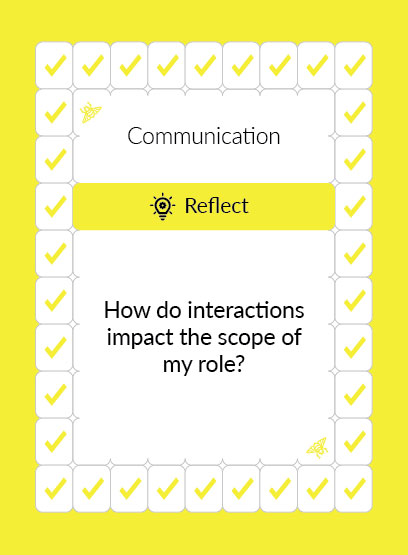 Communication
Reflect
How do interactions
impact the scope of
my role?